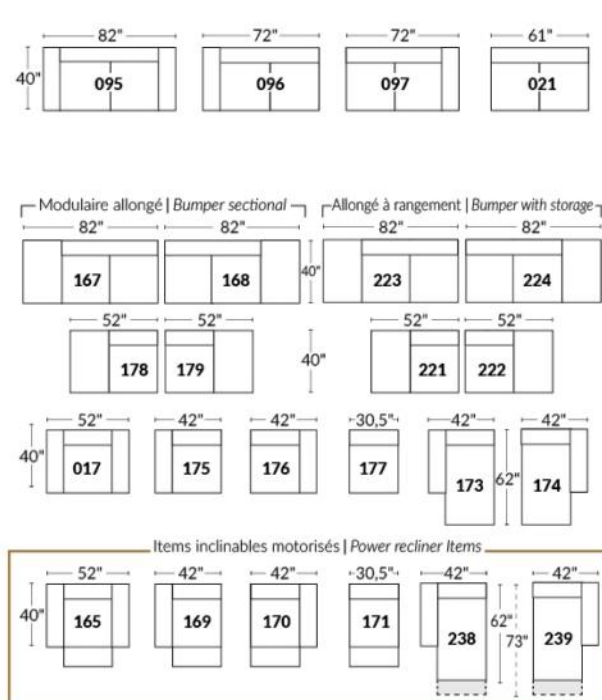 82" 72" 72" 61"
40" 095 096 097 021
Modulaire allongé | Bumper sectional Allongé à rangement | Bumper with storage
82" 82" 82" 82"
167 168 40" 223 224
52" 52" 52" 52"
178 179 40" 221 222
52" 42" 42" 30,5" 42" 42"
40" 017 175 176 177 173 62" 174
Items inclinables motorisés | Power recliner Items
52" 42" 42" 30,5" 42" 42"
40" 165 169 170 171 238 62" 73" 239